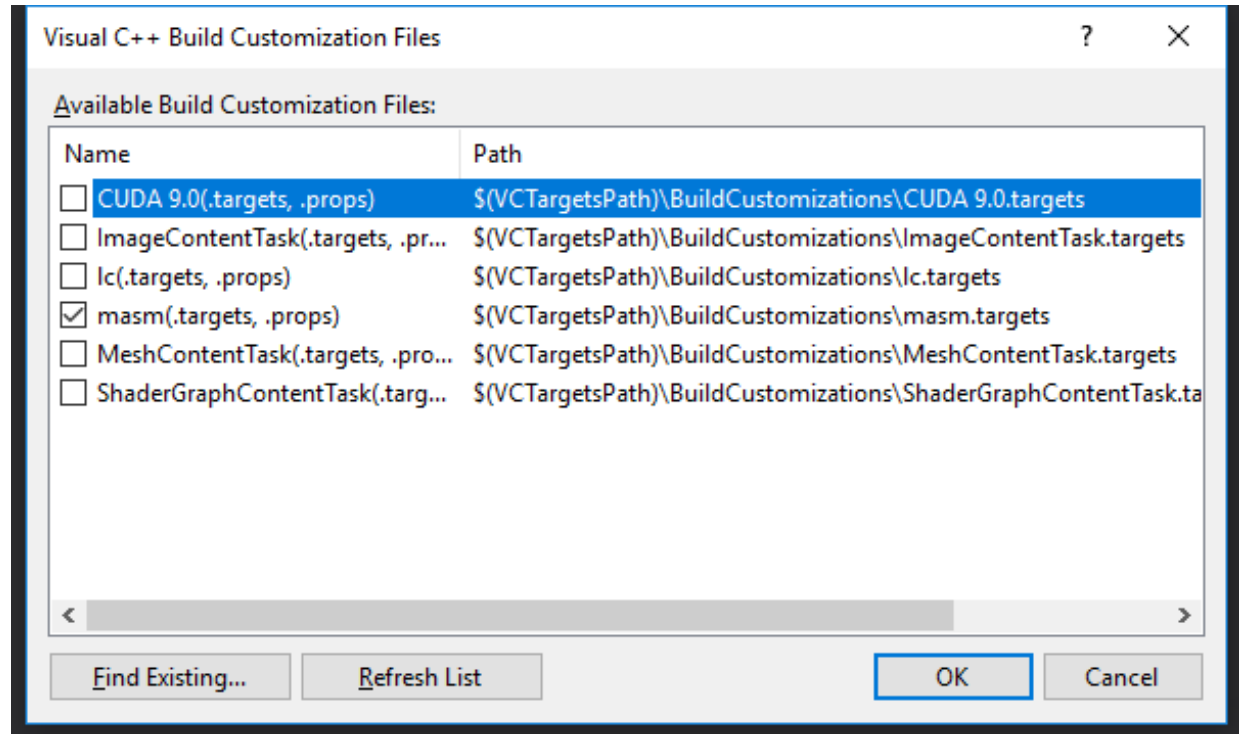 Visual C++ Build Customization Files ? ×
Available Build Customization Files:
Name Path
CUDA 9.0(.targets, .props) $(VCTargetsPath)\BuildCustomizations\CUDA 9.0.targets
ImageContentTask(.targets, .pr... $(VCTargetsPath)\BuildCustomizations\ImageContentTask.targets
lc(.targets, .props) $(VCTargetsPath)\BuildCustomizations\lc.targets
masm(.targets, .props) $(VCTargetsPath)\BuildCustomizations\masm.targets
MeshContentTask(.targets, .pro... $(VCTargetsPath)\BuildCustomizations\MeshContentTask.targets
ShaderGraphContentTask(.targ... $(VCTargetsPath)\BuildCustomizations\ShaderGraphContentTask.ta
Find Existing... Refresh List OK Cancel